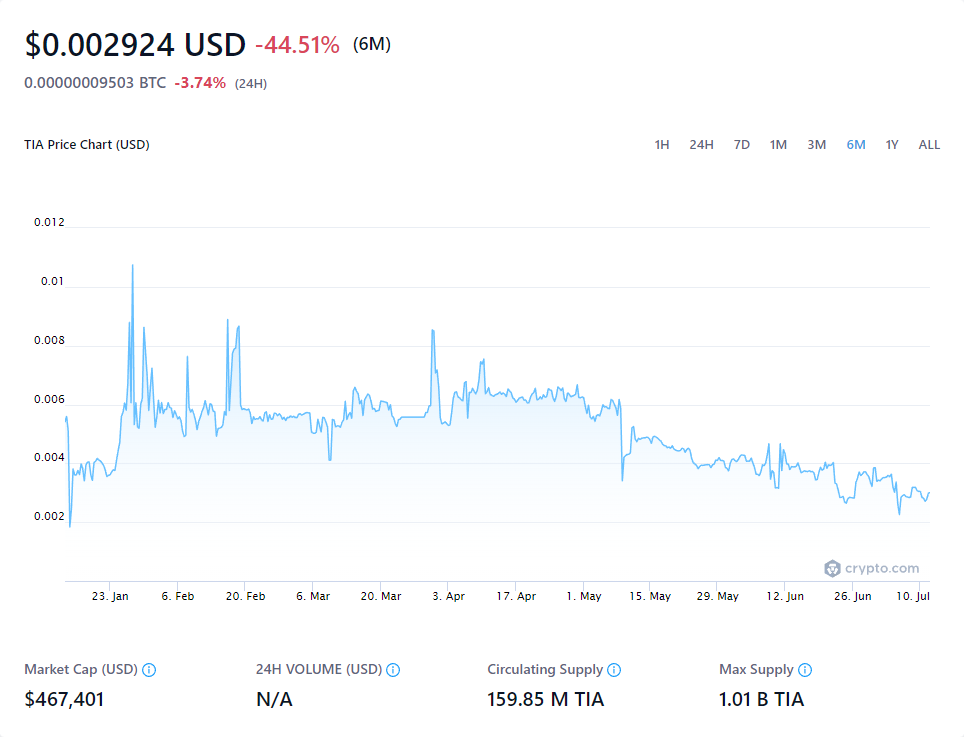 $0.002924 USD -44.51% (6M)
0.00000009503 BTC -3.74% (24H)
TIA Price Chart (USD) 1H 24H 7D 1M 3M 6M 1Y ALL
0.012
0.01
0.008
0.006
0.004
0.002
crypto.com
23. Jan 6. Feb 20. Feb 6. Mar 20. Mar 3. Apr 17. Apr 1. May 15. May 29. May 12. Jun 26. Jun 10. Jul
Market Cap (USD) 24H VOLUME (USD) Circulating Supply Max Supply
$467,401 N/A 159.85 M TIA 1.01 B TIA